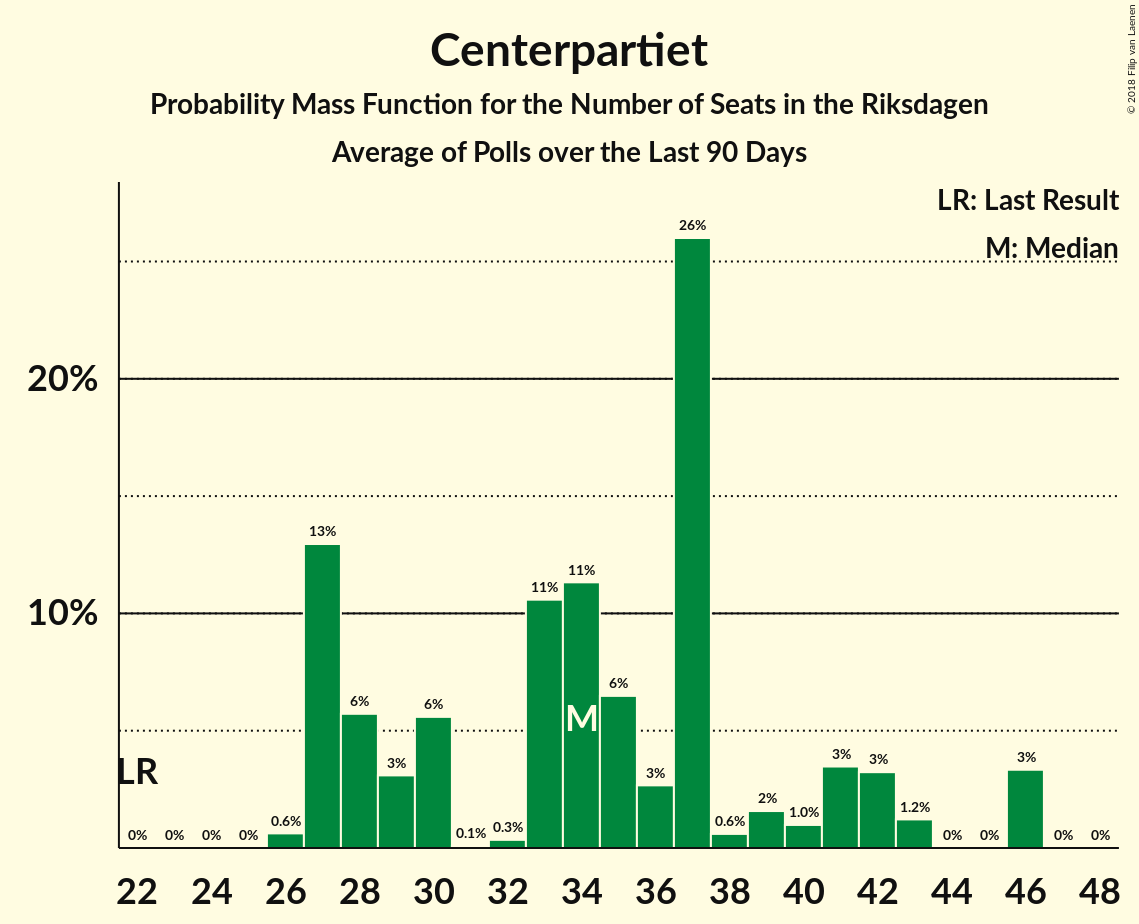 Centerpartiet
Probability Mass Function for the Number of Seats in the Riksdagen
Average of Polls over the Last 90 Days
© 2018 Filip van Laenen
LR: Last Result
M: Median
20%
10%
0% 0% 0% 0% 0.6% 13% 6% 3% 6% 0.1% 0.3% 11% 11% 6% 3% 26% 0.6% 2% 1.0% 3% 3% 1.2% 0% 0% 3% 0% 0%
M
LR
22 24 26 28 30 32 34 36 38 40 42 44 46 48